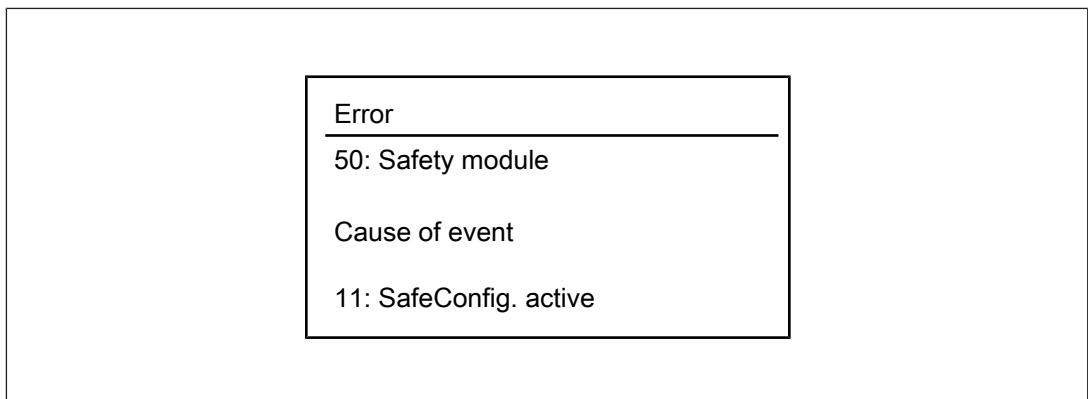 Error
50: Safety module
Cause of event
11: SafeConfig. active